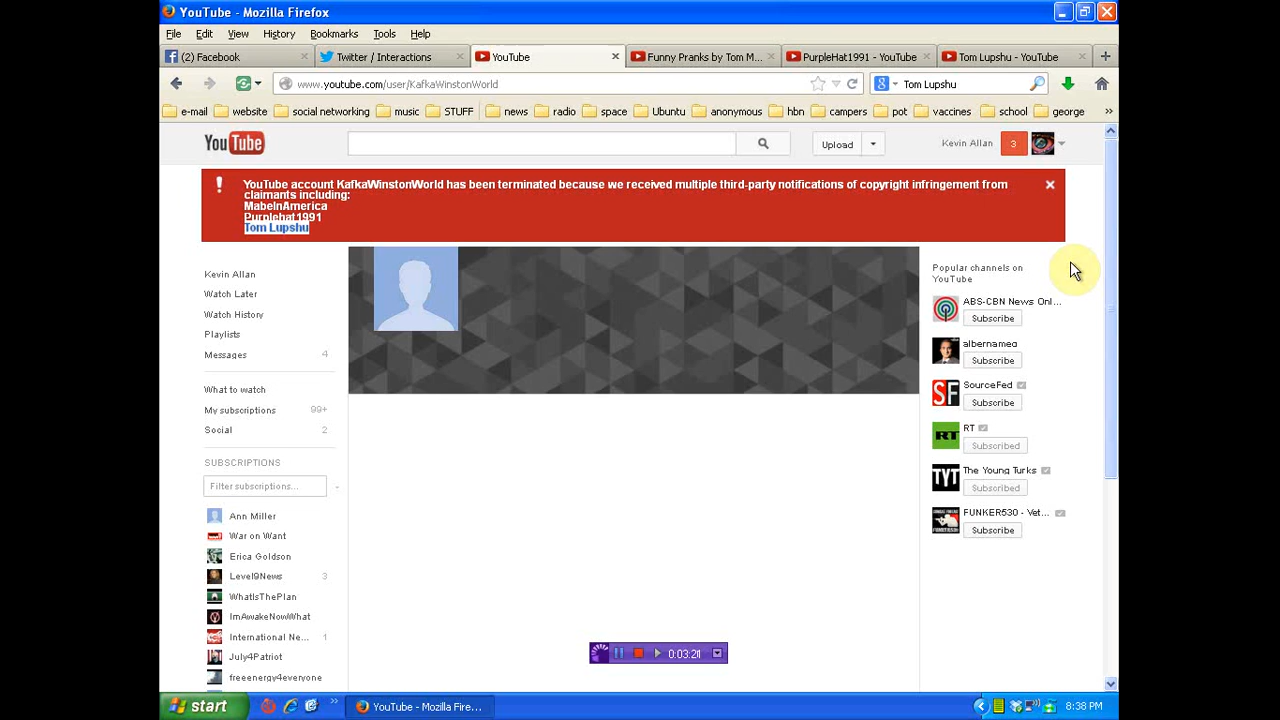 YouTube - Mozilla Firefox
File Edit View History Bookmarks Tools Help
(2) Facebook × Twitter / Interactions × YouTube × Funny Pranks by Tom M... × PurpleHat1991 - YouTube × Tom Lupshu - YouTube × +
www.youtube.com/user/KafkaWinstonWorld Tom Lupshu
e-mail website social networking music STUFF news radio space Ubuntu anonymous hbn campers pot vaccines school george »
YouTube Upload Kevin Allan 3
YouTube account KafkaWinstonWorld has been terminated because we received multiple third-party notifications of copyright infringement from
claimants including:
MabeInAmerica
Purplehat1991
Tom Lupshu
Kevin Allan
Watch Later
Watch History
Playlists
Messages 4
What to watch
My subscriptions 99+
Social 2
SUBSCRIPTIONS
Filter subscriptions...
Ann Miller
War on Want
Erica Goldson
Level9News 3
WhatIsThePlan
ImAwakeNowWhat
International Ne... 1
July4Patriot
freeenergy4everyone
Popular channels on
YouTube
ABS-CBN News Onl...
Subscribe
albernameg
Subscribe
SF SourceFed
Subscribe
RT RT
Subscribed
TYT The Young Turks
Subscribed
FUNKER530 - Vet...
Subscribe
0:03:21
start » YouTube - Mozilla Fire... 8:38 PM